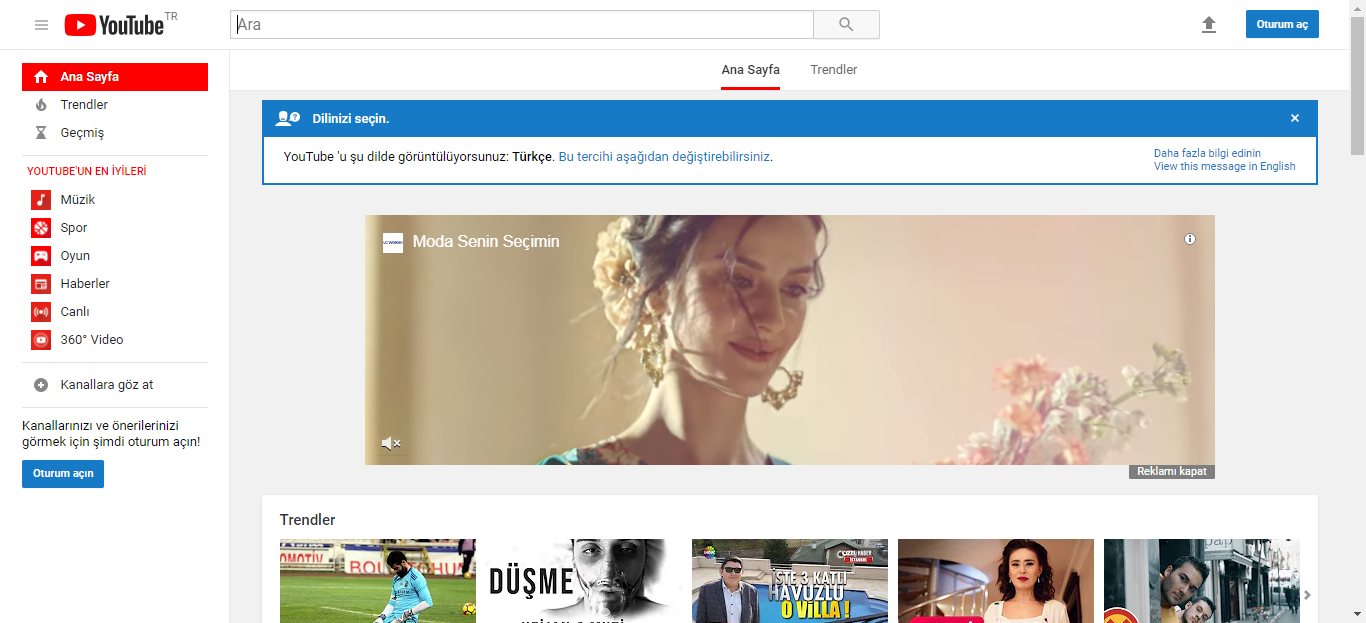 YouTube TR
Ara
Oturum aç
Ana Sayfa
Trendler
Geçmiş
YOUTUBE'UN EN İYİLERİ
Müzik
Spor
Oyun
Haberler
Canlı
360° Video
Kanallara göz at
Kanallarınızı ve önerilerinizi
görmek için şimdi oturum açın!
Oturum açın
Ana Sayfa Trendler
Dilinizi seçin.
YouTube 'u şu dilde görüntülüyorsunuz: Türkçe. Bu tercihi aşağıdan değiştirebilirsiniz.
Daha fazla bilgi edinin
View this message in English
Moda Senin Seçimin
Reklamı kapat
Trendler
DÜŞME
İŞTE 3 KATLI
HAVUZLU
O VİLLA !